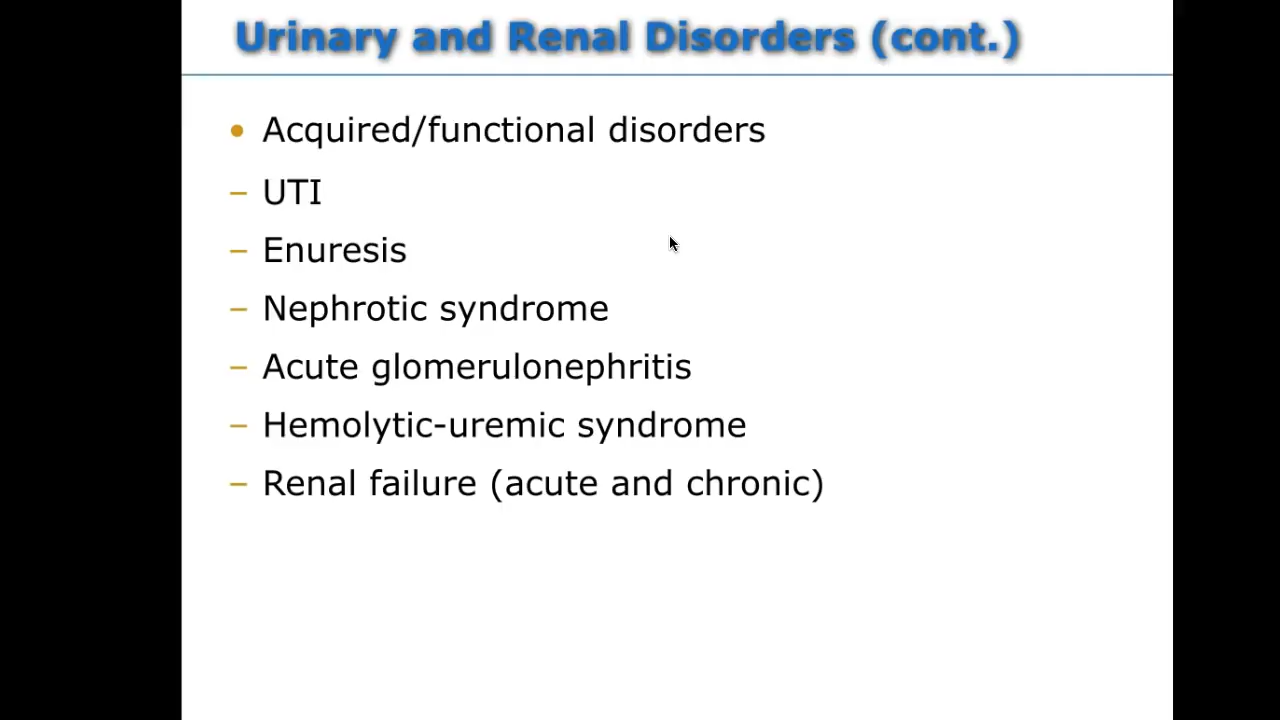 Urinary and Renal Disorders (cont.)
• Acquired/functional disorders
– UTI
– Enuresis
– Nephrotic syndrome
– Acute glomerulonephritis
– Hemolytic-uremic syndrome
– Renal failure (acute and chronic)